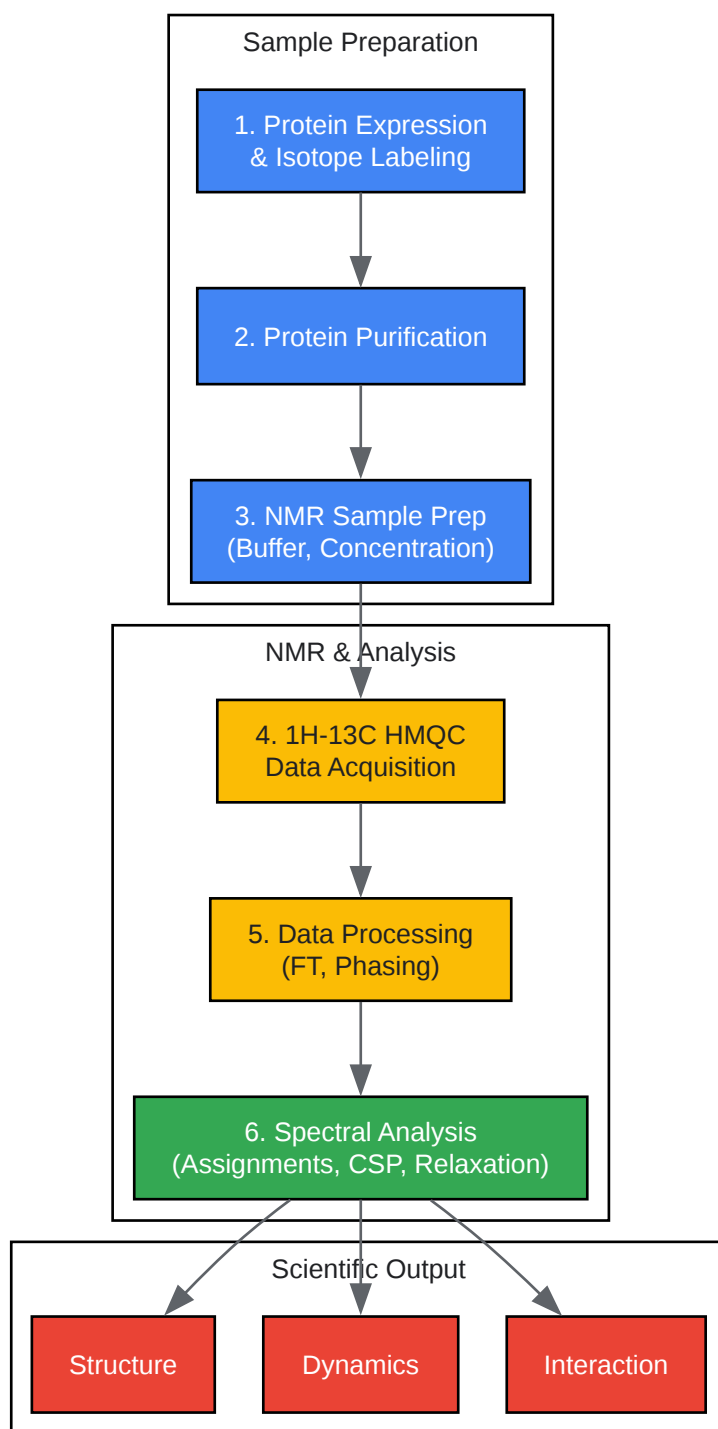 Sample Preparation
1. Protein Expression
& Isotope Labeling
2. Protein Purification
3. NMR Sample Prep
(Buffer, Concentration)
NMR & Analysis
4. 1H-13C HMQC
Data Acquisition
5. Data Processing
(FT, Phasing)
6. Spectral Analysis
(Assignments, CSP, Relaxation)
Scientific Output
Structure
Dynamics
Interaction